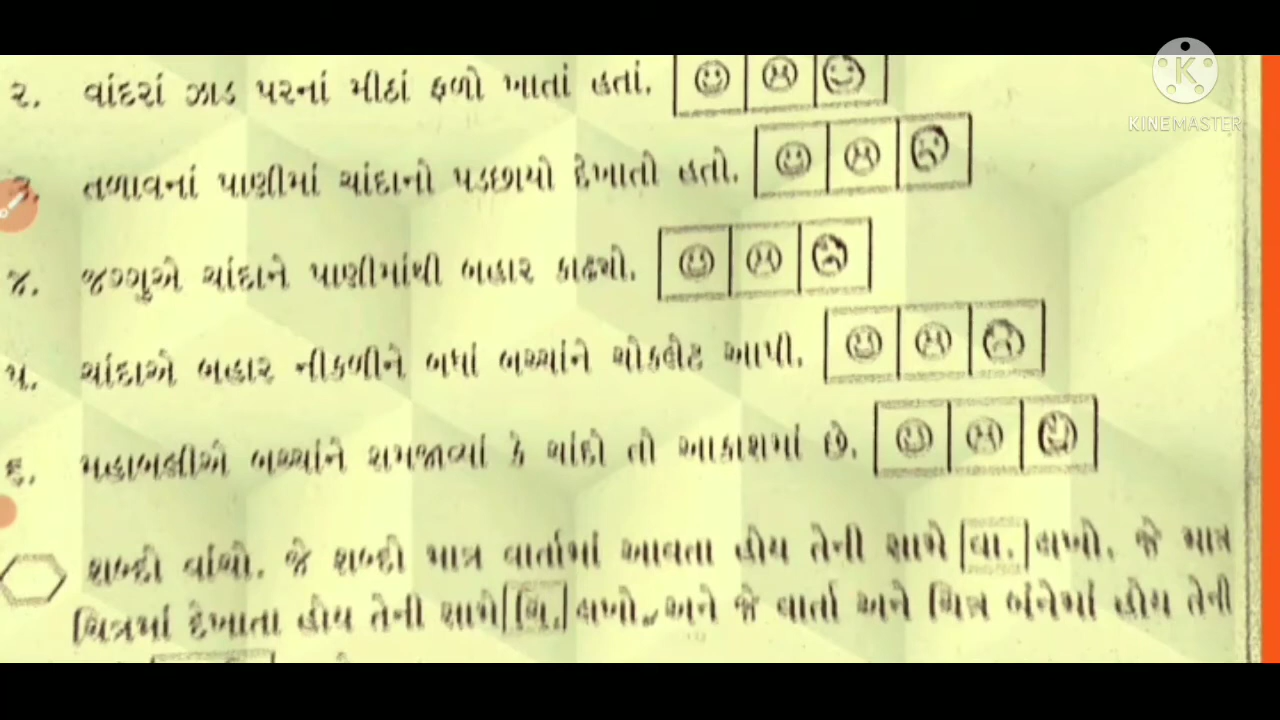 KINEMASTER
૨. વાંદરાં ઝાડ પરનાં મીઠાં ફળો ખાતાં હતાં.
૩. તળાવનાં પાણીમાં ચાંદાનો પડછાયો દેખાતો હતો.
૪. જગ્ગુએ ચાંદાને પાણીમાંથી બહાર કાઢ્યો.
૫. ચાંદાએ બહાર નીકળીને બધાં બચ્ચાંને ચોકલેટ આપી.
૬. મહાબલીએ બચ્ચાંને સમજાવ્યાં કે ચાંદો તો આકાશમાં છે.
શબ્દો વાંચો. જે શબ્દો માત્ર વાર્તામાં આવતા હોય તેની સામે વા. લખો. જે માત્ર
ચિત્રમાં દેખાતા હોય તેની સામે ચિ. લખો. અને જે વાર્તા અને ચિત્ર બંનેમાં હોય તેની